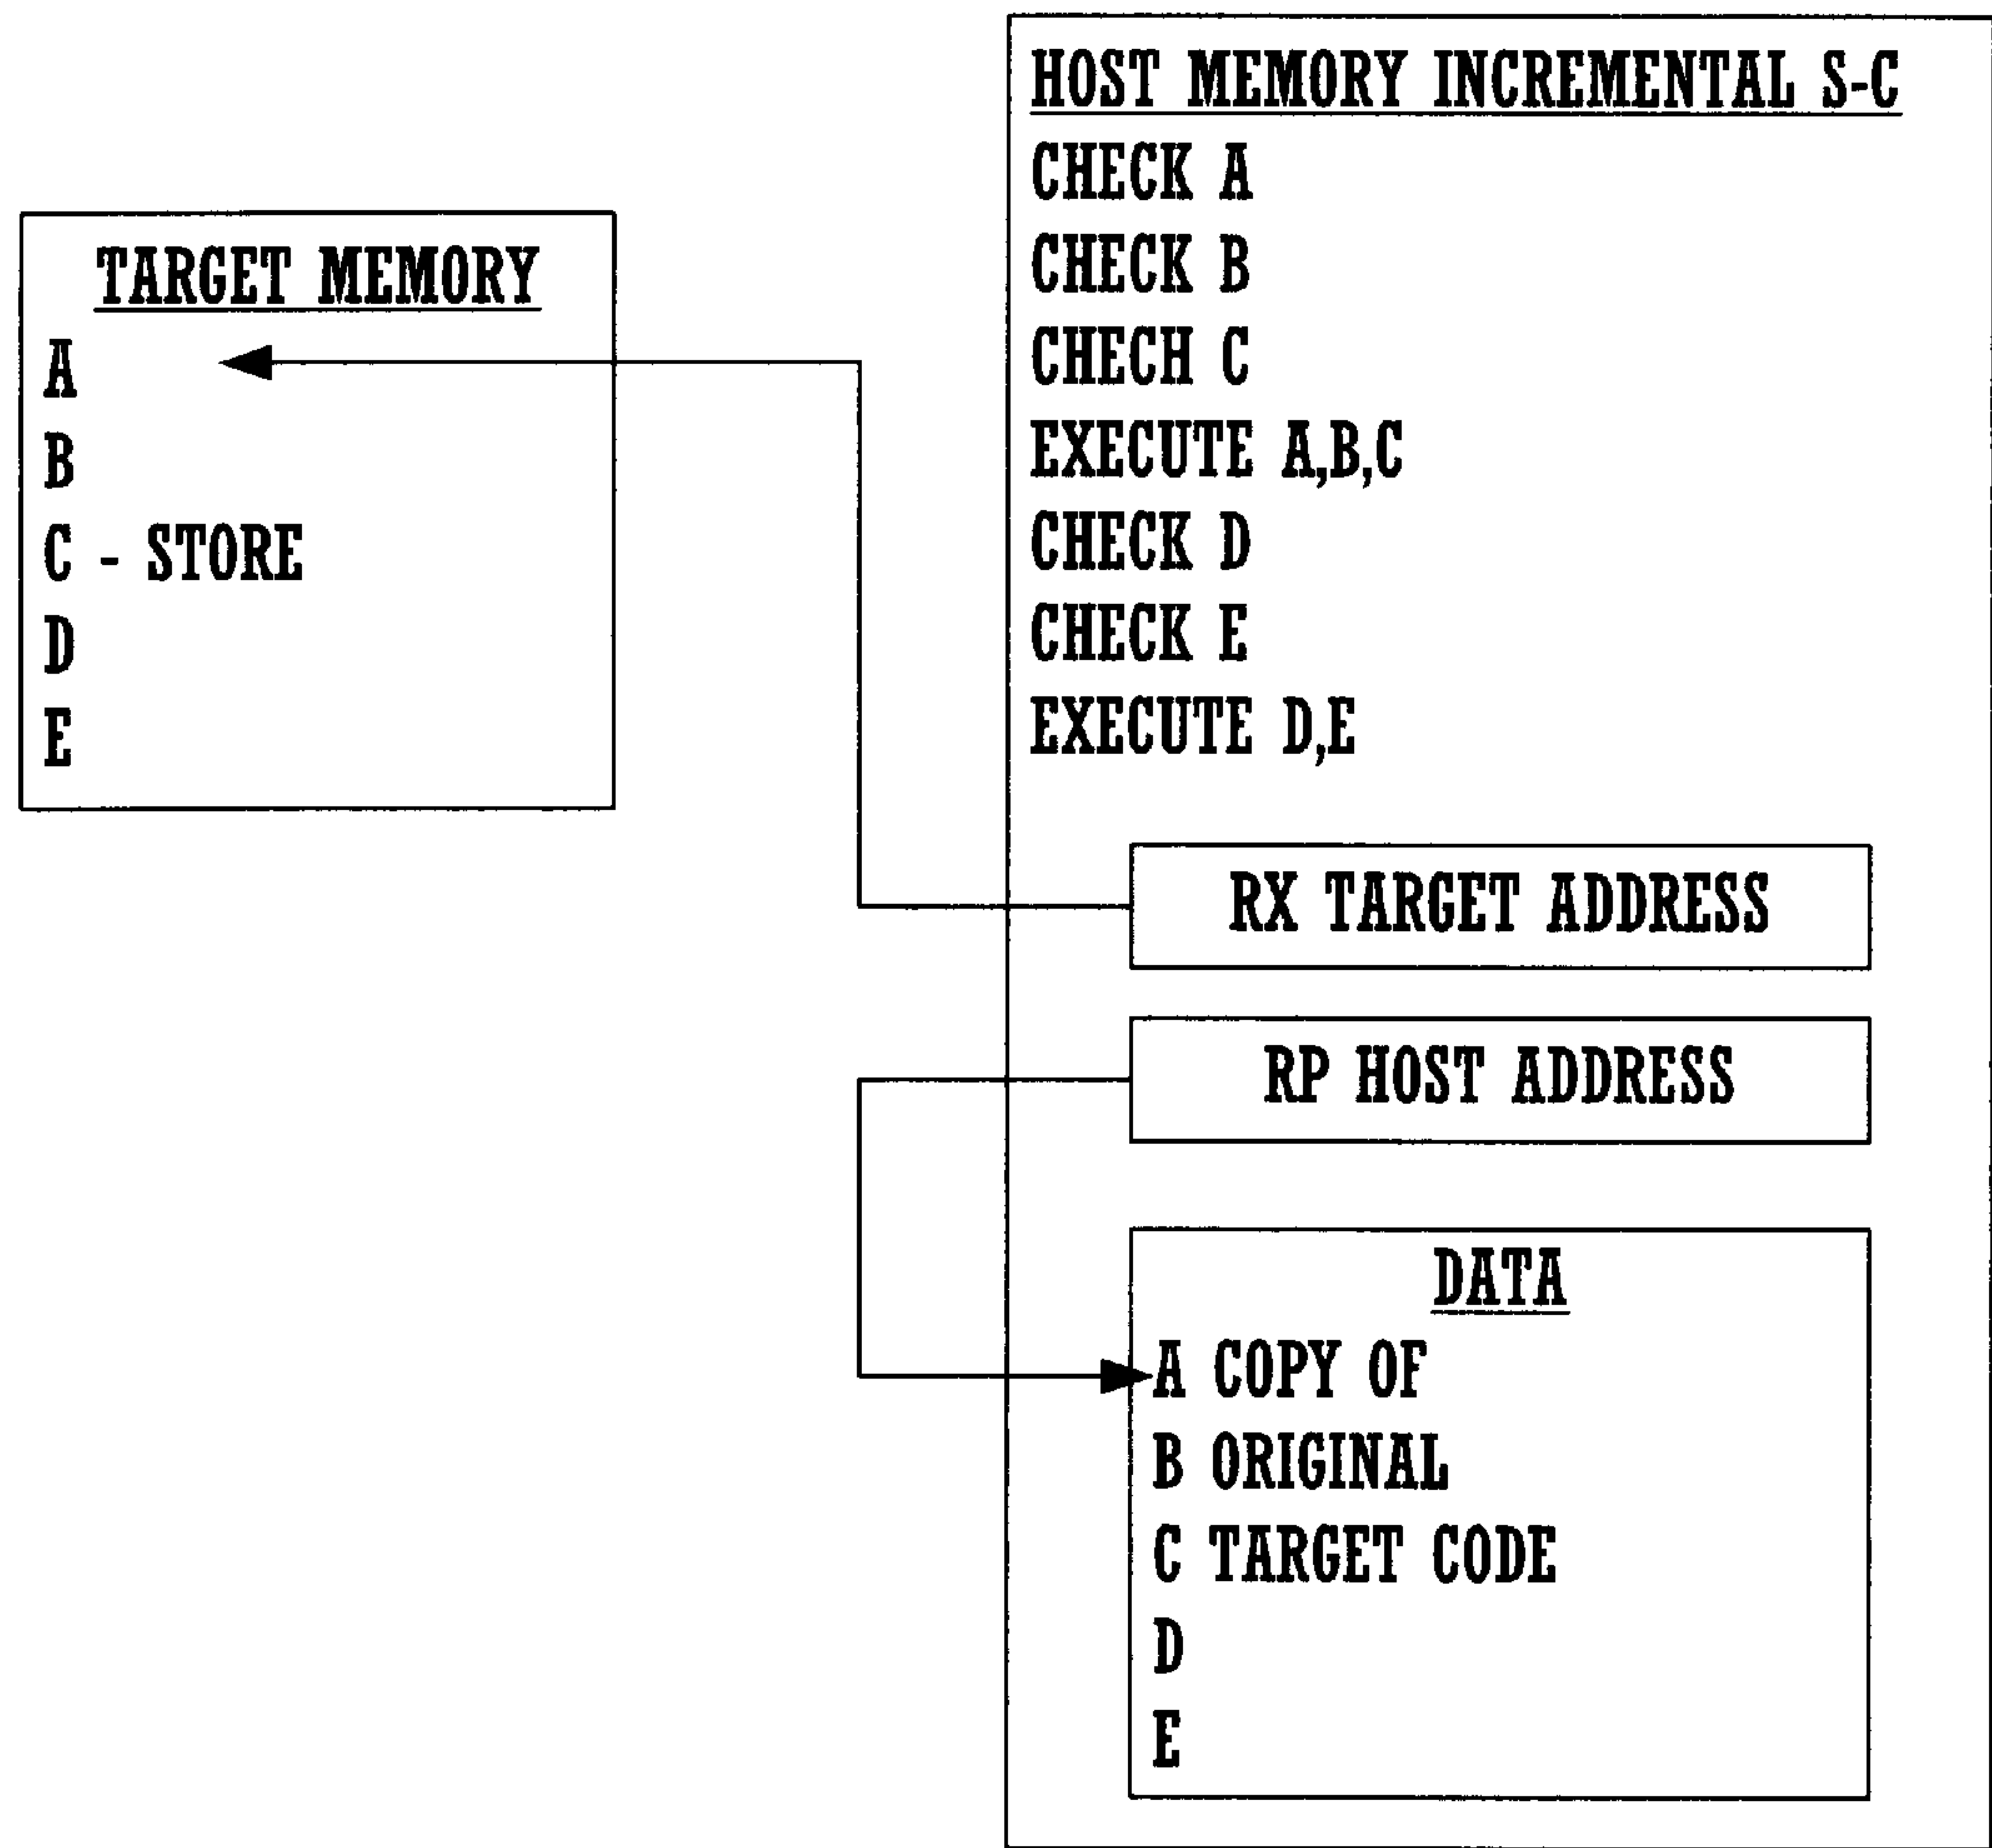 TARGET MEMORY
A
B
C - STORE
D
E
HOST MEMORY INCREMENTAL S-C
CHECK A
CHECK B
CHECH C
EXECUTE A,B,C
CHECK D
CHECK E
EXECUTE D,E
RX TARGET ADDRESS
RP HOST ADDRESS
DATA
A COPY OF
B ORIGINAL
C TARGET CODE
D
E